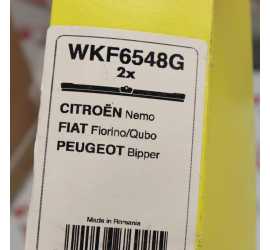 WKF6548G
2x
CITROËN Nemo
FIAT Fiorino/Qubo
PEUGEOT Bipper
Made in Romania